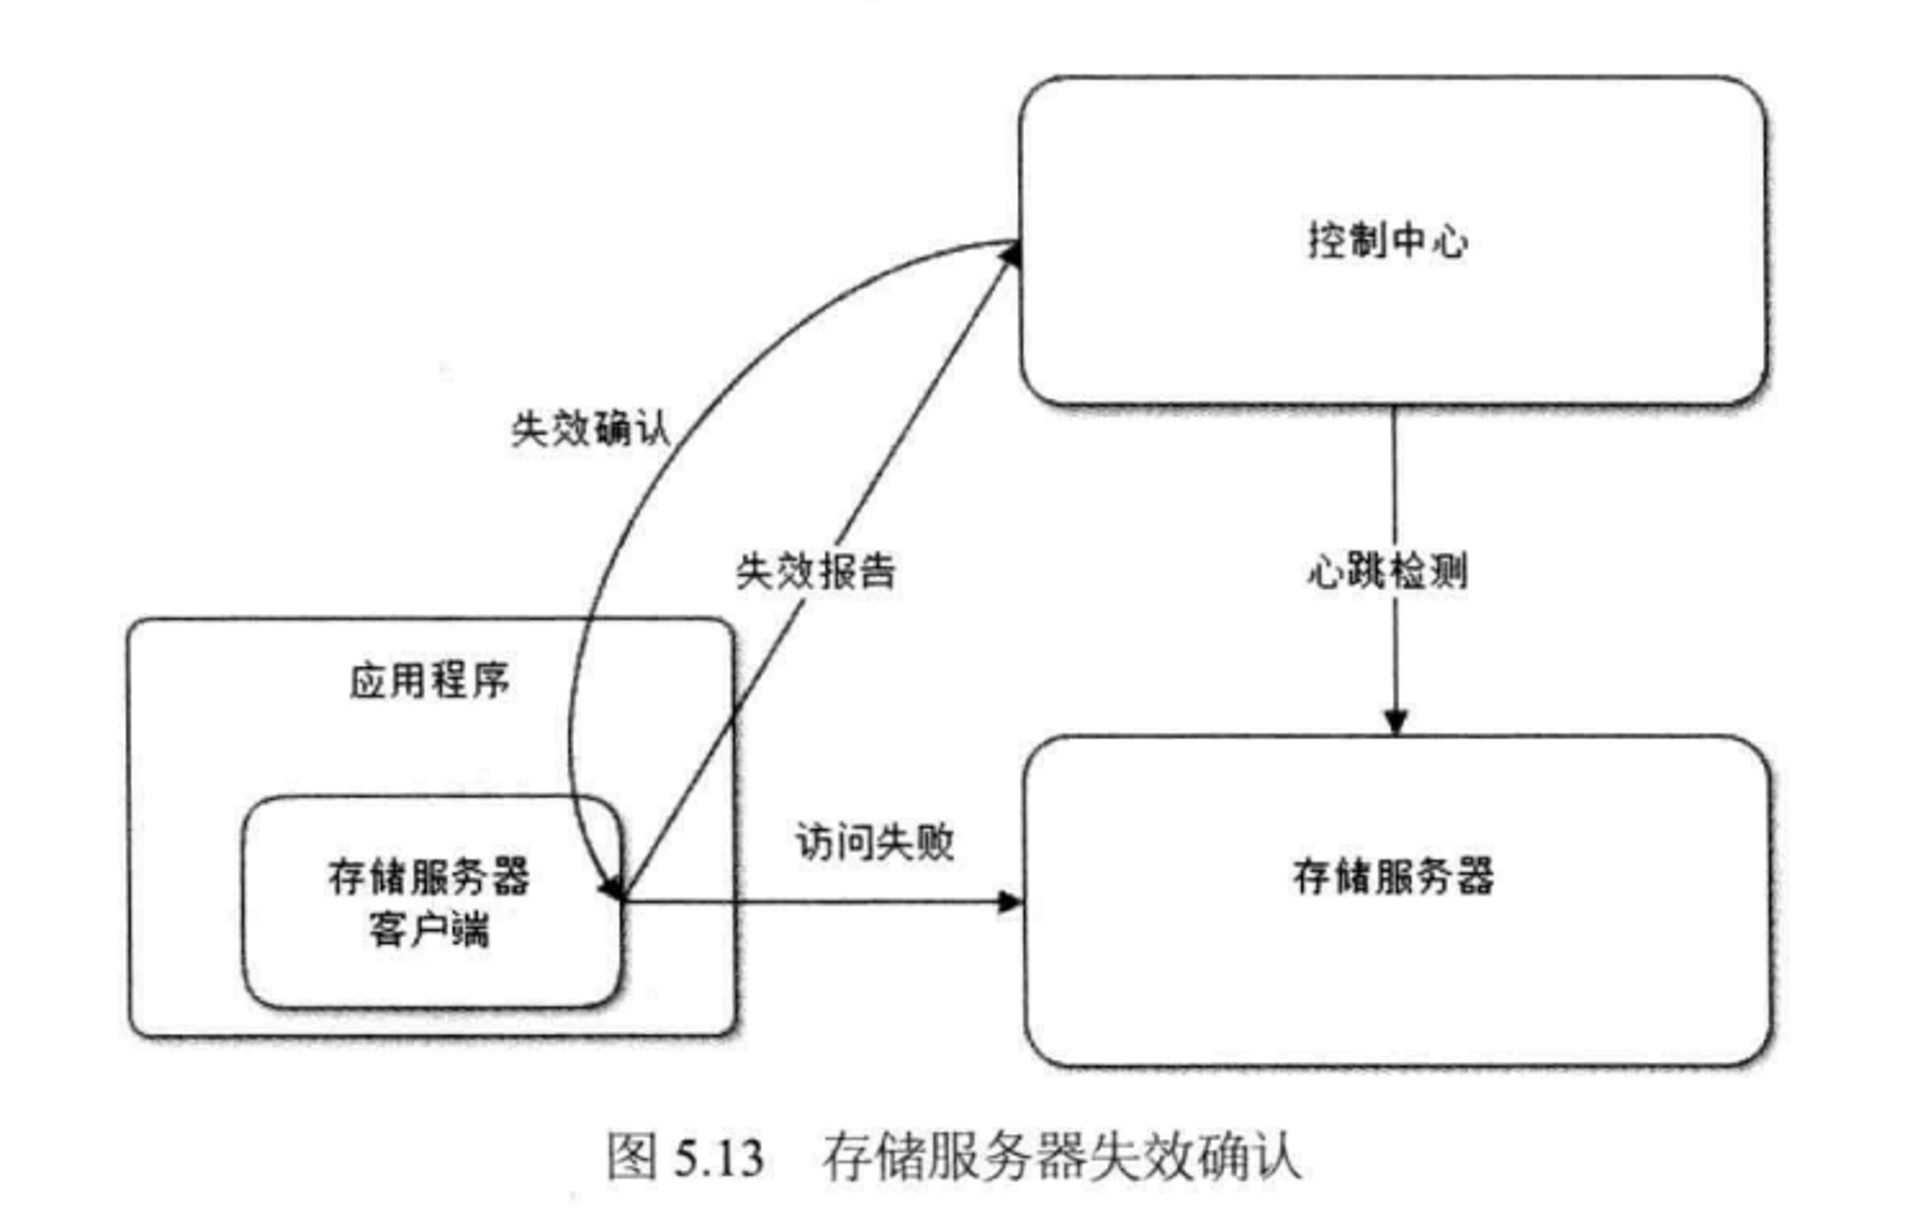 控制中心
失效确认
失效报告
心跳检测
应用程序
访问失败
存储服务器
客户端
存储服务器
图 5.13 存储服务器失效确认